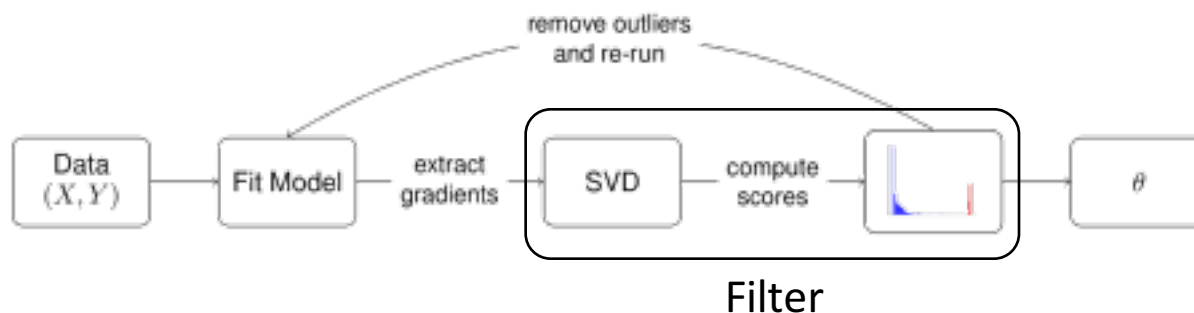 remove outliers
and re-run
Data
(X, Y)
Fit Model
extract
gradients
SVD
compute
scores
θ
Filter